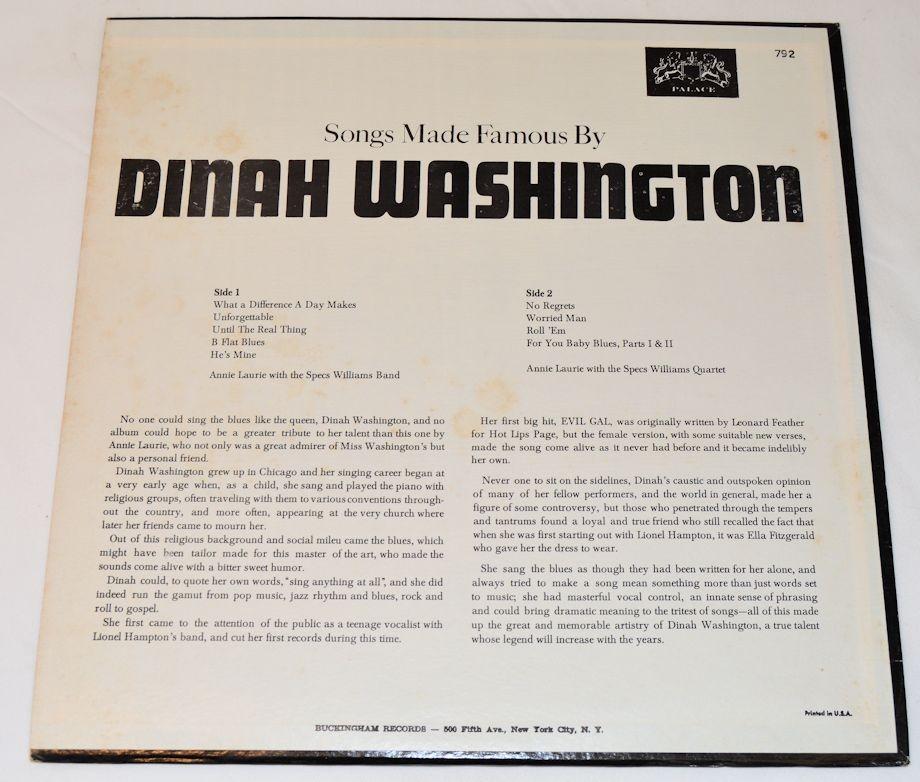 PALACE
792
Songs Made Famous By
DINAH WASHINGTON
Side 1
What a Difference A Day Makes
Unforgettable
Until The Real Thing
B Flat Blues
He's Mine
Annie Laurie with the Specs Williams Band
Side 2
No Regrets
Worried Man
Roll 'Em
For You Baby Blues, Parts I & II
Annie Laurie with the Specs Williams Quartet
No one could sing the blues like the queen, Dinah Washington, and no
album could hope to be a greater tribute to her talent than this one by
Annie Laurie, who not only was a great admirer of Miss Washington's but
also a personal friend.
Dinah Washington grew up in Chicago and her singing career began at
a very early age when, as a child, she sang and played the piano with
religious groups, often traveling with them to various conventions through-
out the country, and more often, appearing at the very church where
later her friends came to mourn her.
Out of this religious background and social mileu came the blues, which
might have been tailor made for this master of the art, who made the
sounds come alive with a bitter sweet humor.
Dinah could, to quote her own words, "sing anything at all", and she did
indeed run the gamut from pop music, jazz rhythm and blues, rock and
roll to gospel.
She first came to the attention of the public as a teenage vocalist with
Lionel Hampton's band, and cut her first records during this time.
Her first big hit, EVIL GAL, was originally written by Leonard Feather
for Hot Lips Page, but the female version, with some suitable new verses,
made the song come alive as it never had before and it became indelibly
her own.
Never one to sit on the sidelines, Dinah's caustic and outspoken opinion
of many of her fellow performers, and the world in general, made her a
figure of some controversy, but those who penetrated through the tempers
and tantrums found a loyal and true friend who still recalled the fact that
when she was first starting out with Lionel Hampton, it was Ella Fitzgerald
who gave her the dress to wear.
She sang the blues as though they had been written for her alone, and
always tried to make a song mean something more than just words set
to music; she had masterful vocal control, an innate sense of phrasing
and could bring dramatic meaning to the tritest of songs—all of this made
up the great and memorable artistry of Dinah Washington, a true talent
whose legend will increase with the years.
Printed in U.S.A.
BUCKINGHAM RECORDS — 500 Fifth Ave., New York City, N. Y.